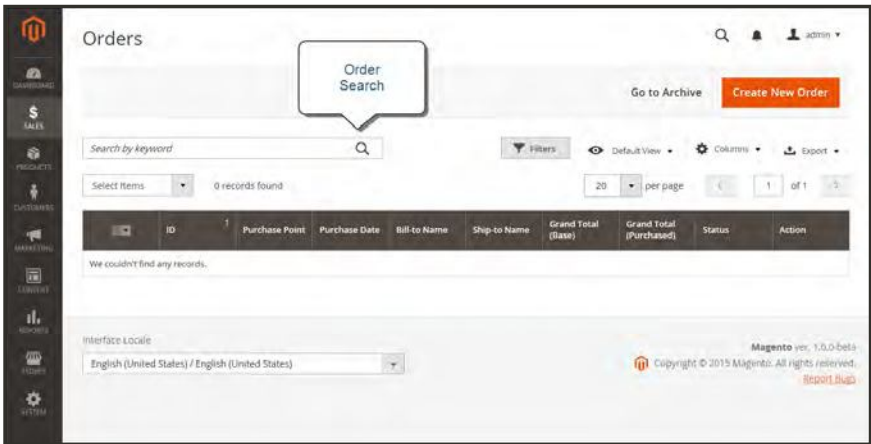 Orders
admin
Order
Search
Go to Archive
Create New Order
Search by keyword
Filters
Default View
Columns
Export
Select Items
0 records found
20
per page
1
of 1
ID
Purchase Point
Purchase Date
Bill-to Name
Ship-to Name
Grand Total
(Base)
Grand Total
(Purchased)
Status
Action
We couldn't find any records.
DASHBOARD
SALES
PRODUCTS
CUSTOMERS
MARKETING
CONTENT
REPORTS
STORES
SYSTEM
Interface Locale
English (United States) / English (United States)
Magento ver. 1.0.0-beta
Copyright © 2015 Magento. All rights reserved.
Report Bugs